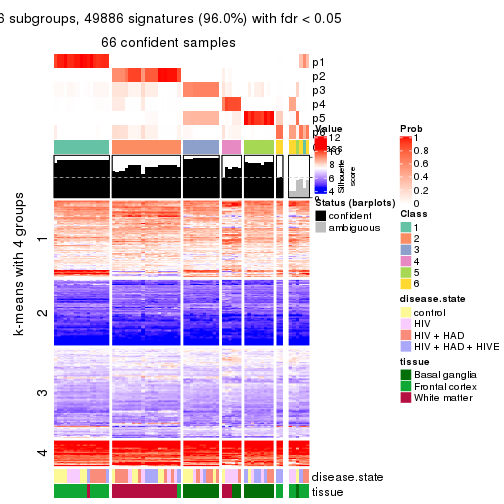 6 subgroups, 49886 signatures (96.0%) with fdr < 0.05
66 confident samples
p1
p2
p3
p4
p5
Value
12
10
8
6
4
Silhouette
score
Status (barplots)
confident
ambiguous
Prob
1
0.8
0.6
0.4
0.2
0
Class
1
2
3
4
5
6
disease.state
control
HIV
HIV + HAD
HIV + HAD + HIVE
tissue
Basal ganglia
Frontal cortex
White matter
k-means with 4 groups
1
2
3
4
disease.state
tissue